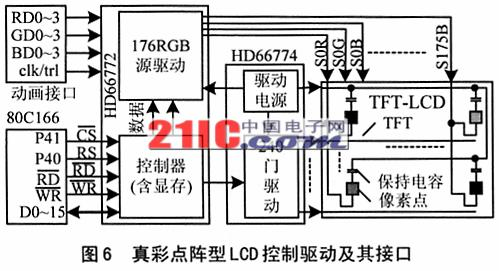 RD0~3
GD0~3
BD0~3
clk/trl
动画接口
80C166
P41
P40
RD
WR
D0~15
CS
RS
RD
WR
HD66772
176RGB
源驱动
数据
控制器
(含显存)
HD66774
驱动
电源
240
门
驱
动
S0R
S0G
S0B
S175B
TFT-LCD
TFT
保持电容
像素点
21IC 中国电子网
.com
图6 真彩点阵型LCD控制驱动及其接口